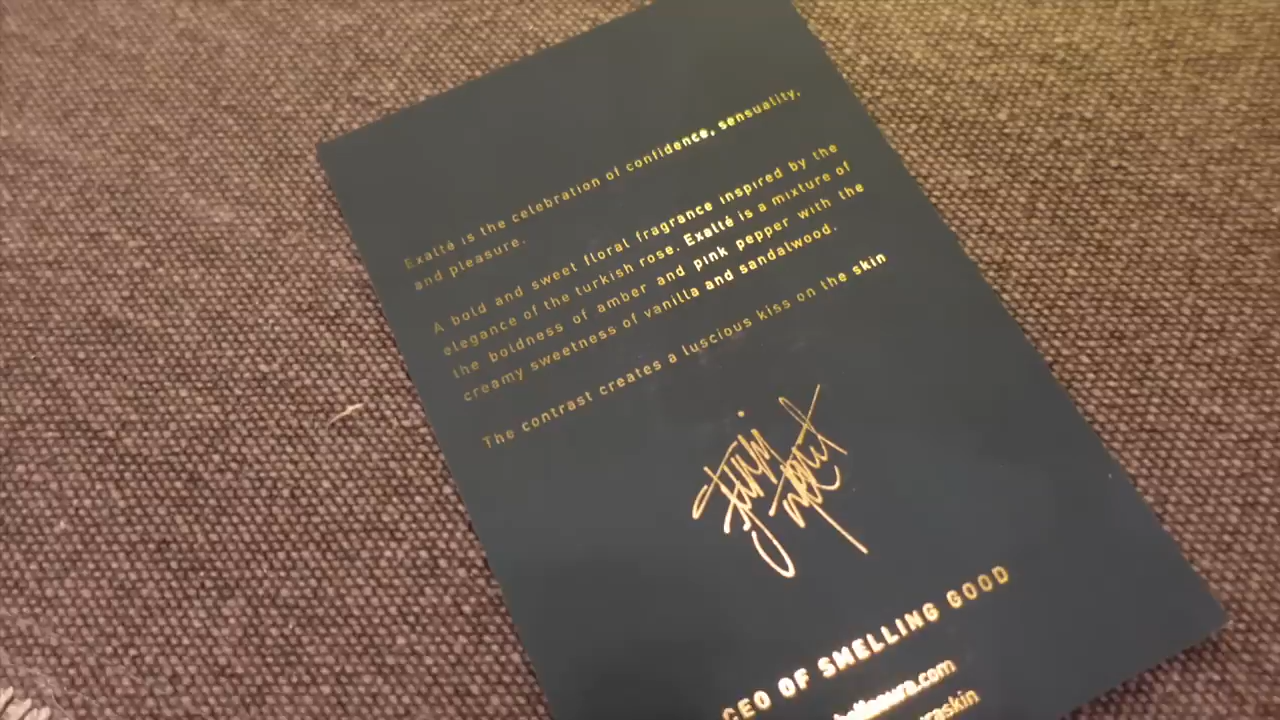 Exalté is the celebration of confidence, sensuality,
and pleasure.
A bold and sweet floral fragrance inspired by the
elegance of the turkish rose. Exalté is a mixture of
the boldness of amber and pink pepper with the
creamy sweetness of vanilla and sandalwood.
The contrast creates a luscious kiss on the skin
CEO OF SMELLING GOOD